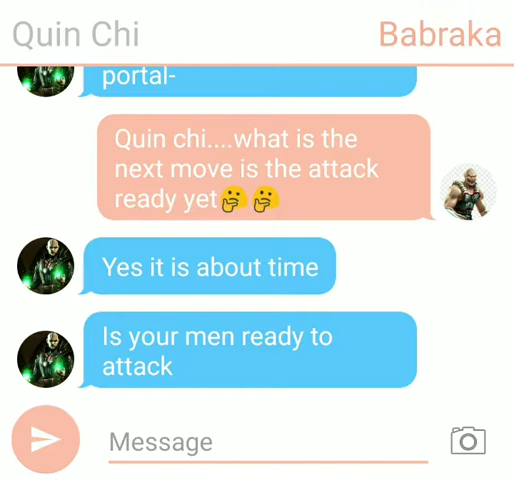 Quin Chi
Babraka
portal-
Quin chi....what is the
next move is the attack
ready yet🤔🤔
Yes it is about time
Is your men ready to
attack
Message